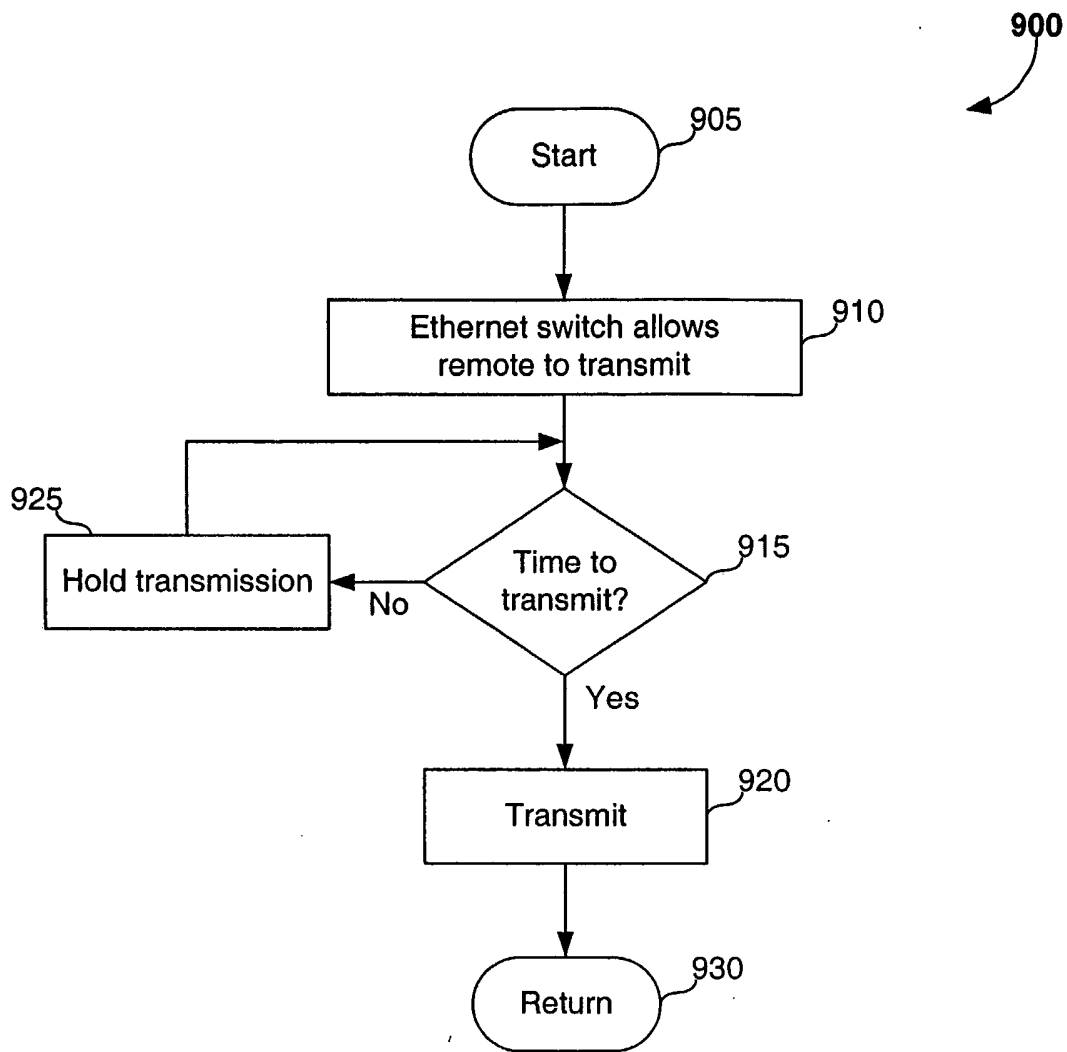 900
905
Start
910
Ethernet switch allows
remote to transmit
925
Hold transmission
No
915
Time to
transmit?
Yes
920
Transmit
930
Return